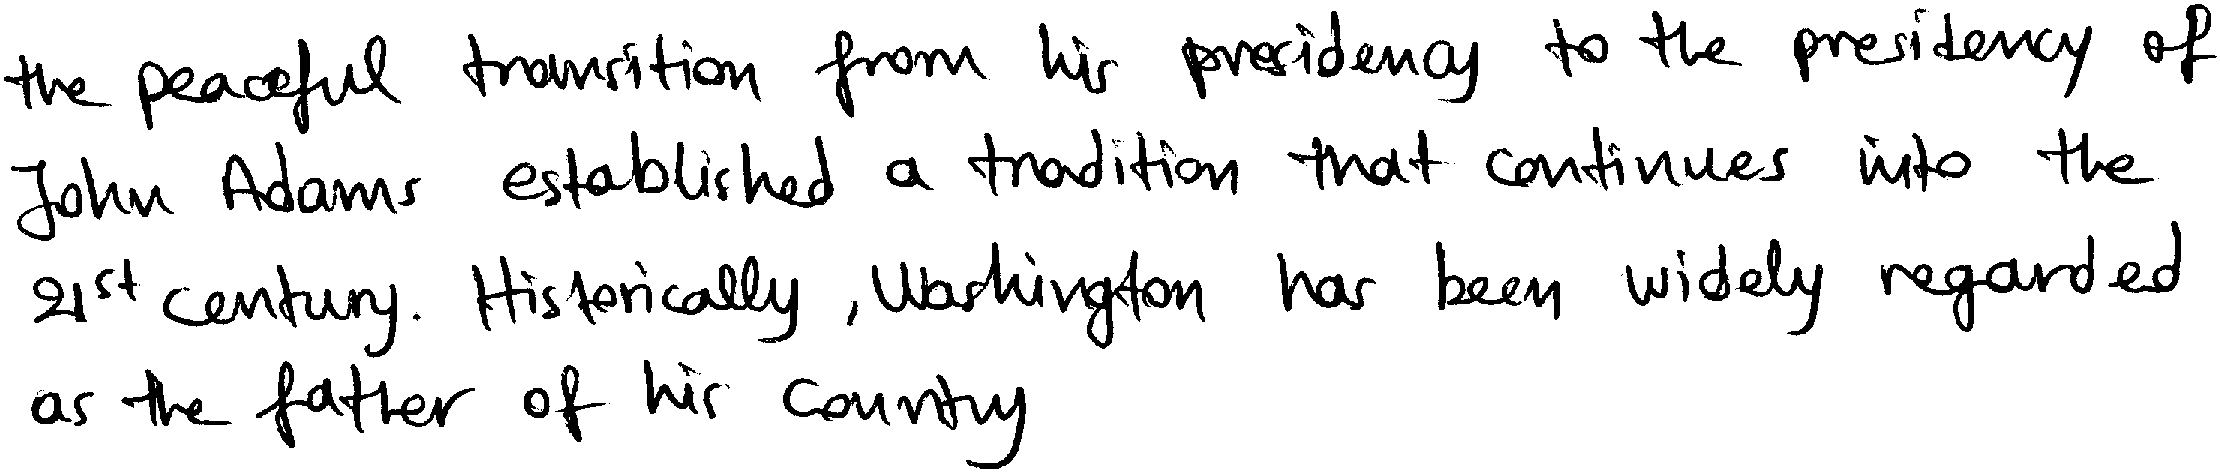 the peaceful transition from his presidency to the presidency of
John Adams established a tradition that continues into the
21st century. Historically, Washington has been widely regarded
as the father of his country